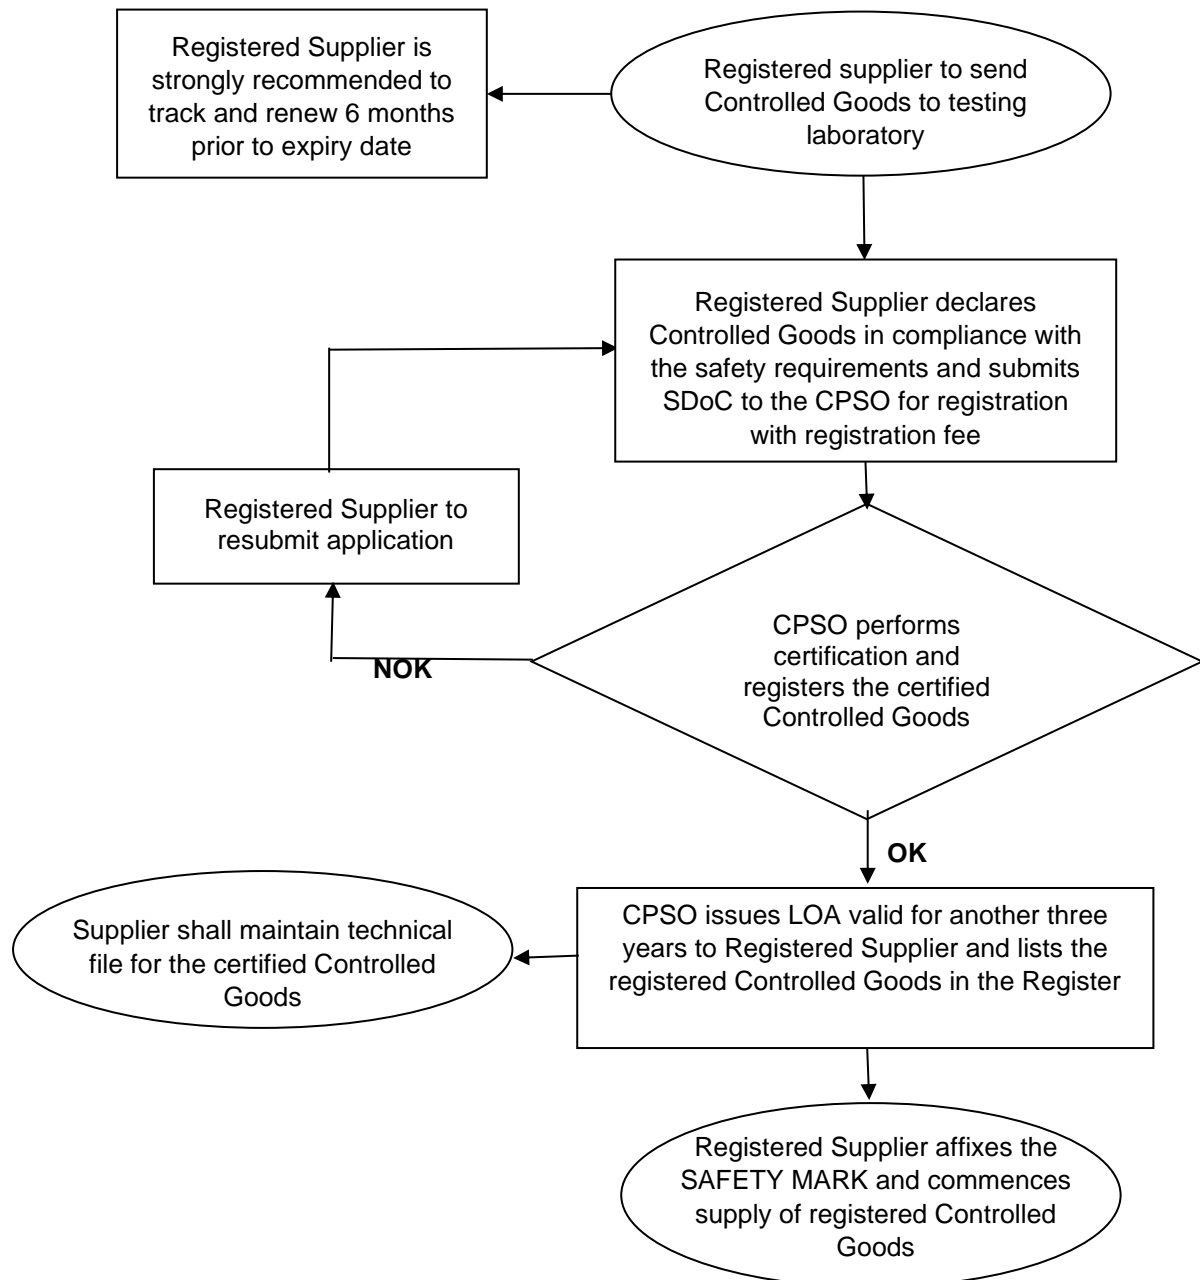 Registered Supplier is
strongly recommended to
track and renew 6 months
prior to expiry date
Registered supplier to send
Controlled Goods to testing
laboratory
Registered Supplier declares
Controlled Goods in compliance with
the safety requirements and submits
SDoC to the CPSO for registration
with registration fee
Registered Supplier to
resubmit application
CPSO performs
certification and
registers the certified
Controlled Goods
NOK
OK
CPSO issues LOA valid for another three
years to Registered Supplier and lists the
registered Controlled Goods in the Register
Supplier shall maintain technical
file for the certified Controlled
Goods
Registered Supplier affixes the
SAFETY MARK and commences
supply of registered Controlled
Goods